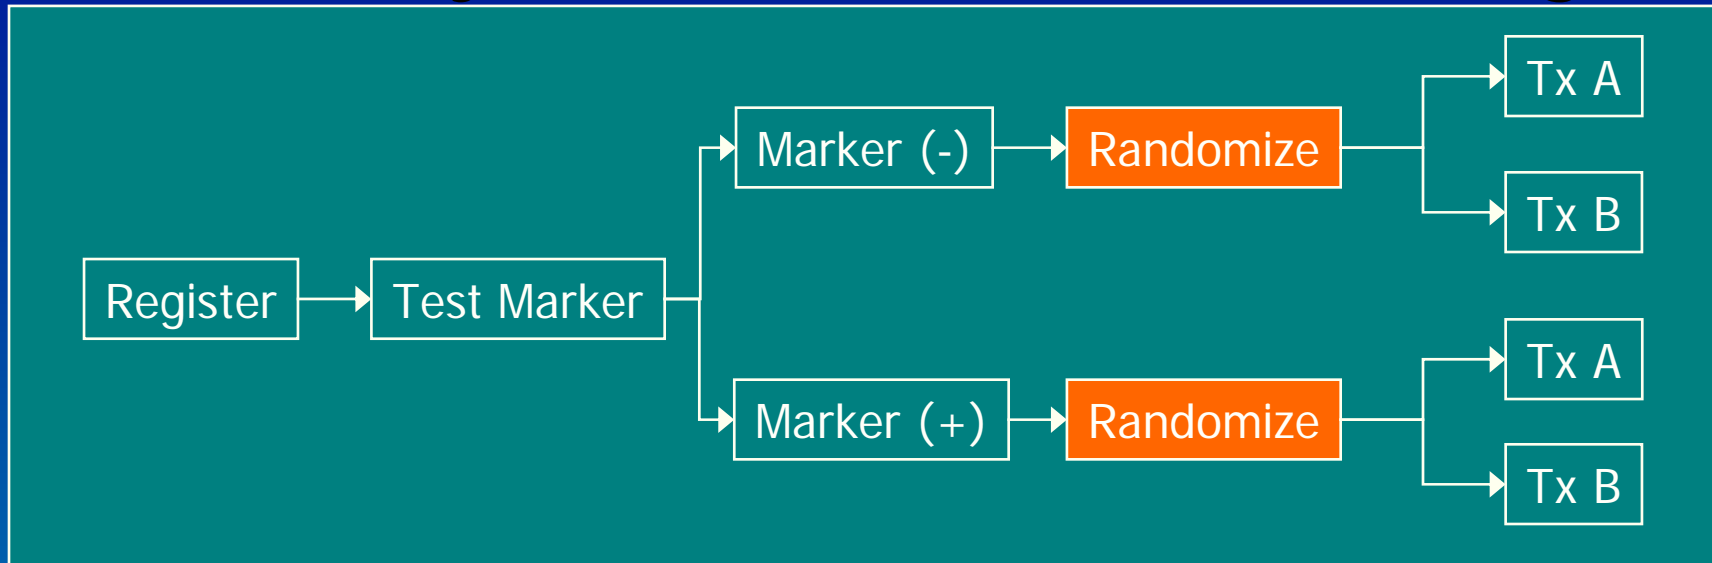 Register
Test Marker
Marker (-)
Randomize
Tx A
Tx B
Marker (+)
Randomize
Tx A
Tx B